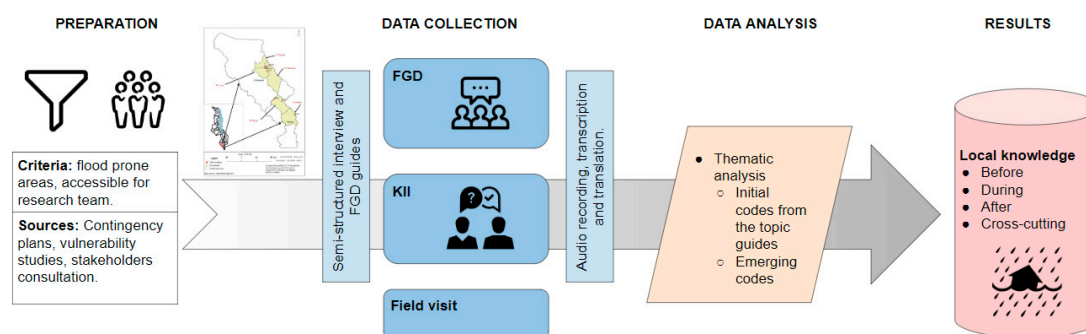 PREPARATION
DATA COLLECTION
DATA ANALYSIS
RESULTS
Criteria: flood prone
areas, accessible for
research team.
Sources: Contingency
plans, vulnerability
studies, stakeholders
consultation.
Semi-structured interview and
FGD guides
FGD
KII
Field visit
Audio recording, transcription
and translation.
● Thematic
analysis
○ Initial
codes from
the topic
guides
○ Emerging
codes
Local knowledge
● Before
● During
● After
● Cross-cutting